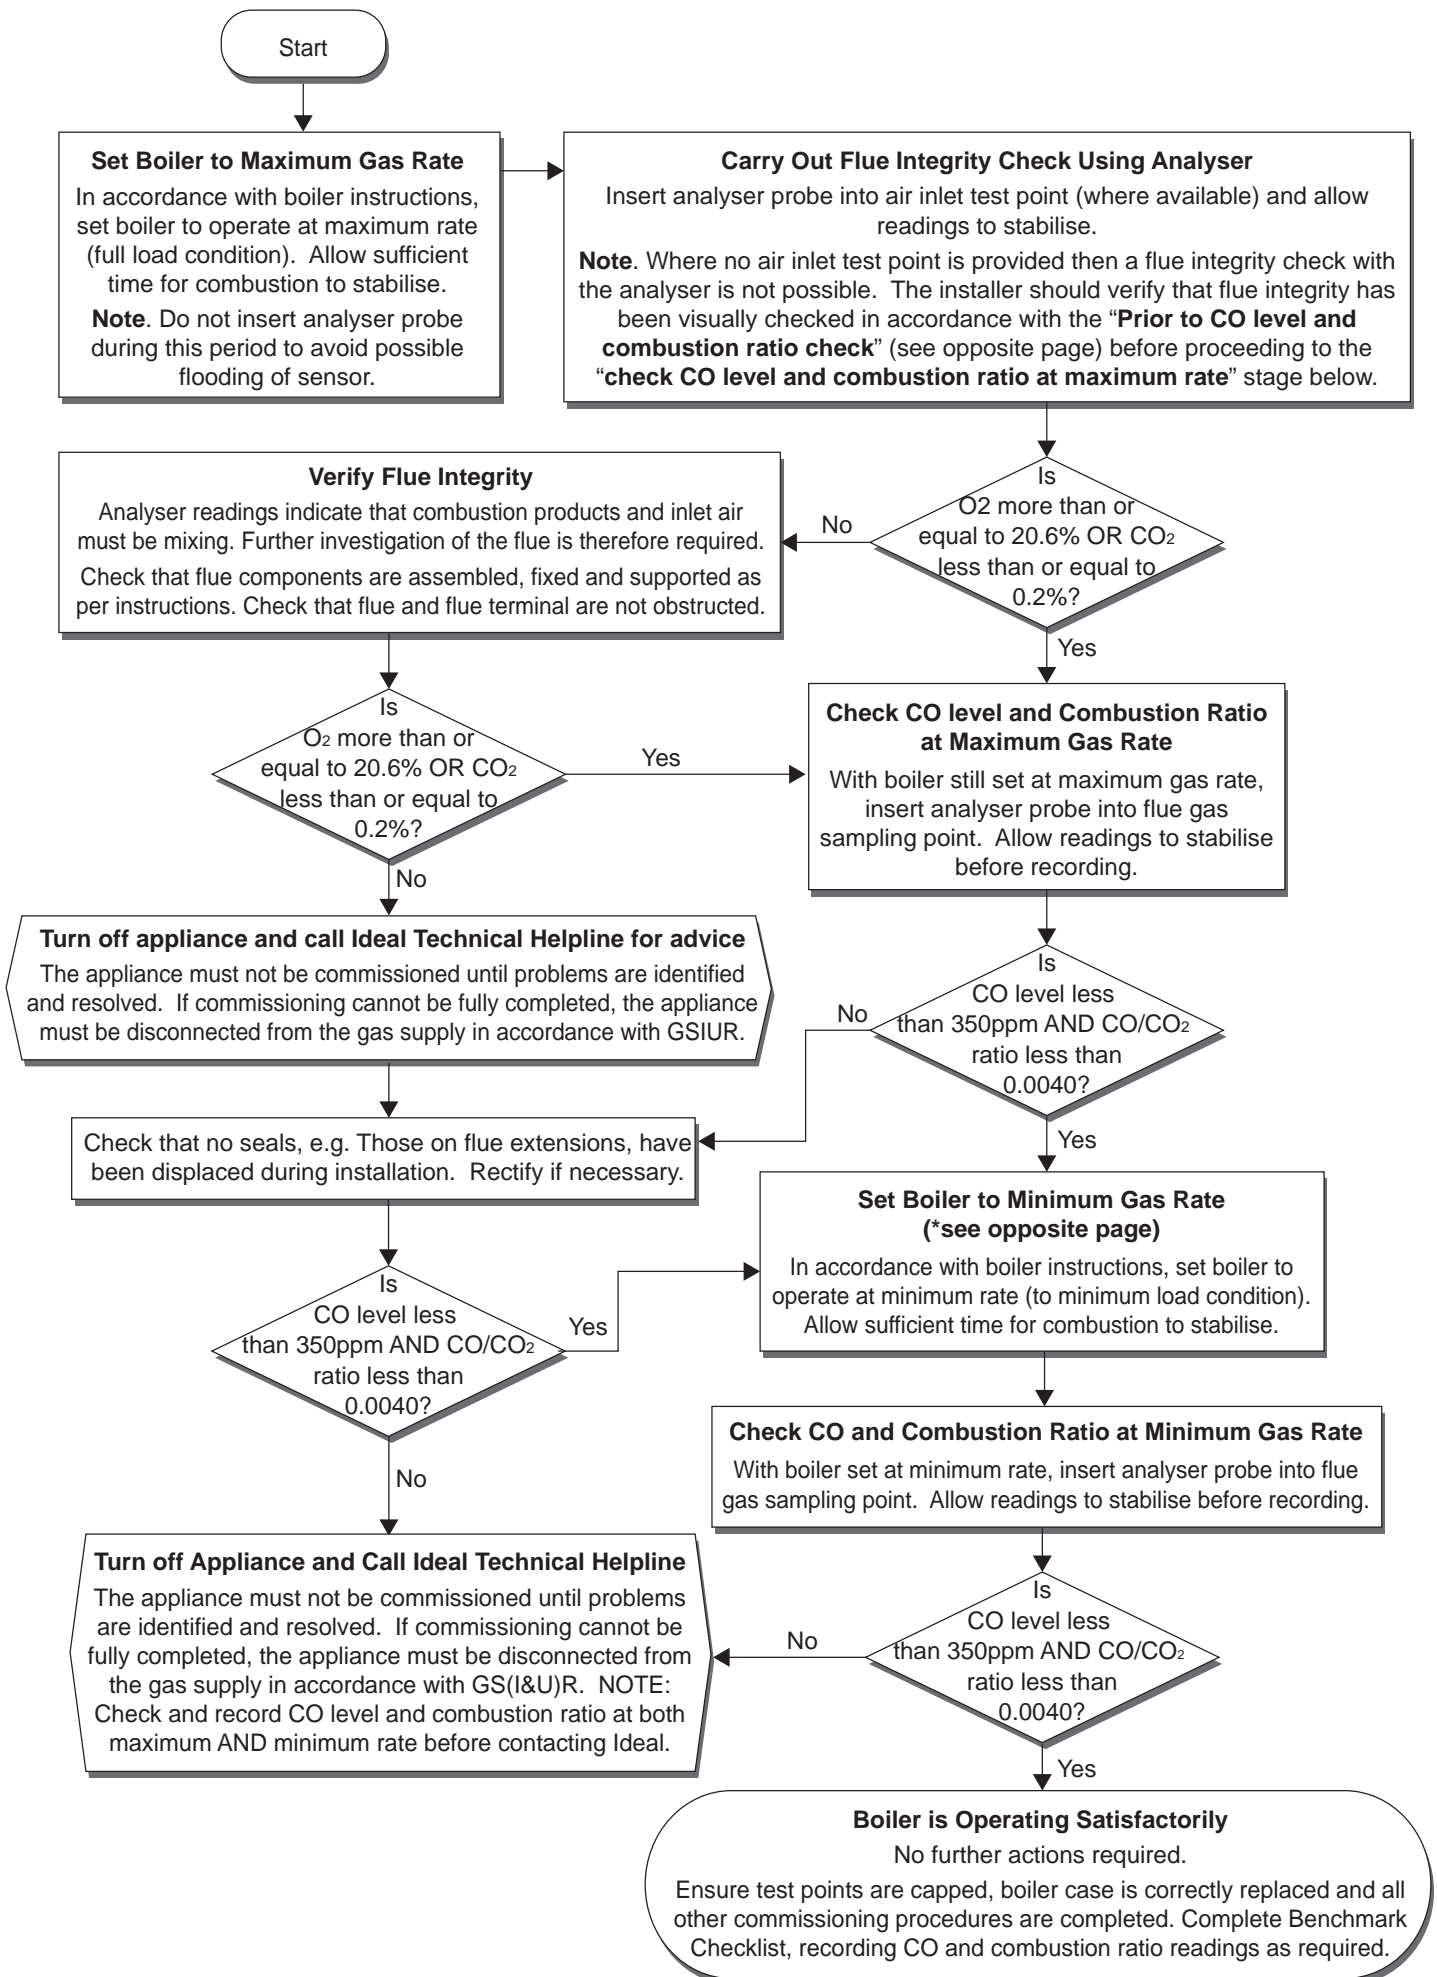 Start
Set Boiler to Maximum Gas Rate
In accordance with boiler instructions,
set boiler to operate at maximum rate
(full load condition).  Allow sufficient
time for combustion to stabilise.
Note. Do not insert analyser probe
during this period to avoid possible
flooding of sensor.
Carry Out Flue Integrity Check Using Analyser
Insert analyser probe into air inlet test point (where available) and allow
readings to stabilise.
Note. Where no air inlet test point is provided then a flue integrity check with
the analyser is not possible.  The installer should verify that flue integrity has
been visually checked in accordance with the “Prior to CO level and
combustion ratio check” (see opposite page) before proceeding to the
“check CO level and combustion ratio at maximum rate” stage below.
Is
O2 more than or
equal to 20.6% OR CO2
less than or equal to
0.2%?
No
Yes
Verify Flue Integrity
Analyser readings indicate that combustion products and inlet air
must be mixing. Further investigation of the flue is therefore required.
Check that flue components are assembled, fixed and supported as
per instructions. Check that flue and flue terminal are not obstructed.
Is
O2 more than or
equal to 20.6% OR CO2
less than or equal to
0.2%?
Yes
No
Check CO level and Combustion Ratio
at Maximum Gas Rate
With boiler still set at maximum gas rate,
insert analyser probe into flue gas
sampling point.  Allow readings to stabilise
before recording.
Turn off appliance and call Ideal Technical Helpline for advice
The appliance must not be commissioned until problems are identified
and resolved.  If commissioning cannot be fully completed, the appliance
must be disconnected from the gas supply in accordance with GSIUR.
Is
CO level less
than 350ppm AND CO/CO2
ratio less than
0.0040?
No
Yes
Check that no seals, e.g. Those on flue extensions, have
been displaced during installation.  Rectify if necessary.
Set Boiler to Minimum Gas Rate
(*see opposite page)
In accordance with boiler instructions, set boiler to
operate at minimum rate (to minimum load condition).
Allow sufficient time for combustion to stabilise.
Is
CO level less
than 350ppm AND CO/CO2
ratio less than
0.0040?
Yes
No
Check CO and Combustion Ratio at Minimum Gas Rate
With boiler set at minimum rate, insert analyser probe into flue
gas sampling point.  Allow readings to stabilise before recording.
Turn off Appliance and Call Ideal Technical Helpline
The appliance must not be commissioned until problems
are identified and resolved.  If commissioning cannot be
fully completed, the appliance must be disconnected from
the gas supply in accordance with GS(I&U)R.  NOTE:
Check and record CO level and combustion ratio at both
maximum AND minimum rate before contacting Ideal.
Is
CO level less
than 350ppm AND CO/CO2
ratio less than
0.0040?
No
Yes
Boiler is Operating Satisfactorily
No further actions required.
Ensure test points are capped, boiler case is correctly replaced and all
other commissioning procedures are completed. Complete Benchmark
Checklist, recording CO and combustion ratio readings as required.